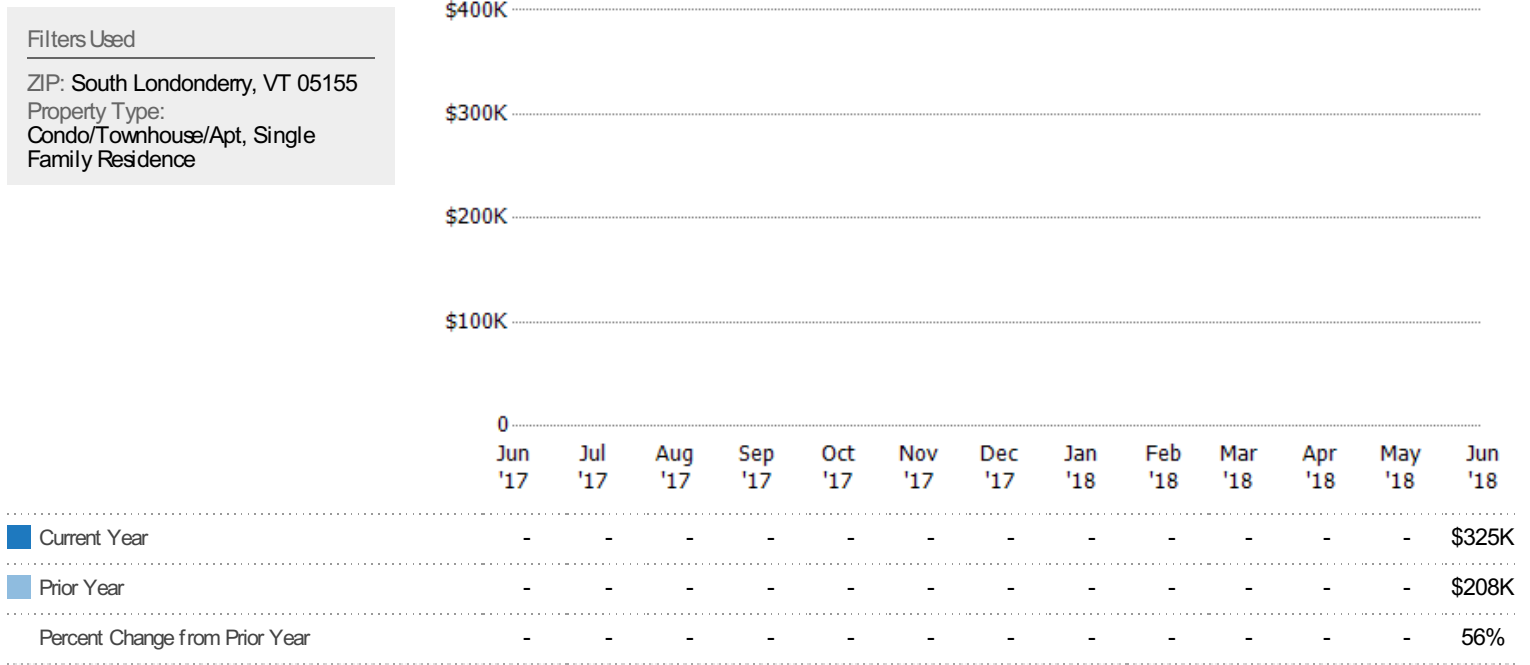 Filters Used
ZIP: South Londonderry, VT 05155
Property Type:
Condo/Townhouse/Apt, Single
Family Residence
$400K
$300K
$200K
$100K
0
Jun Jul Aug Sep Oct Nov Dec Jan Feb Mar Apr May Jun
'17 '17 '17 '17 '17 '17 '17 '18 '18 '18 '18 '18 '18
Current Year - - - - - - - - - - - - $325K
Prior Year - - - - - - - - - - - - $208K
Percent Change from Prior Year - - - - - - - - - - - - 56%